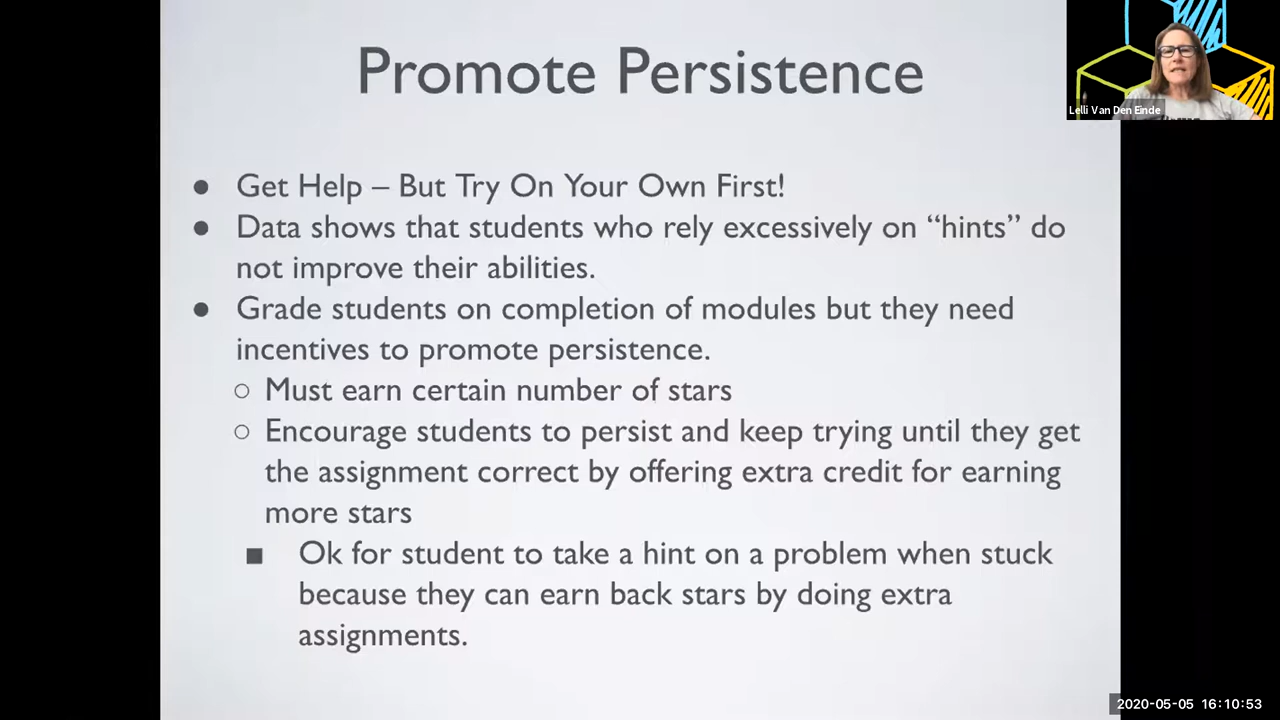 Promote Persistence
Lelli Van Den Einde
● Get Help – But Try On Your Own First!
● Data shows that students who rely excessively on “hints” do
not improve their abilities.
● Grade students on completion of modules but they need
incentives to promote persistence.
○ Must earn certain number of stars
○ Encourage students to persist and keep trying until they get
the assignment correct by offering extra credit for earning
more stars
■ Ok for student to take a hint on a problem when stuck
because they can earn back stars by doing extra
assignments.
2020-05-05 16:10:53